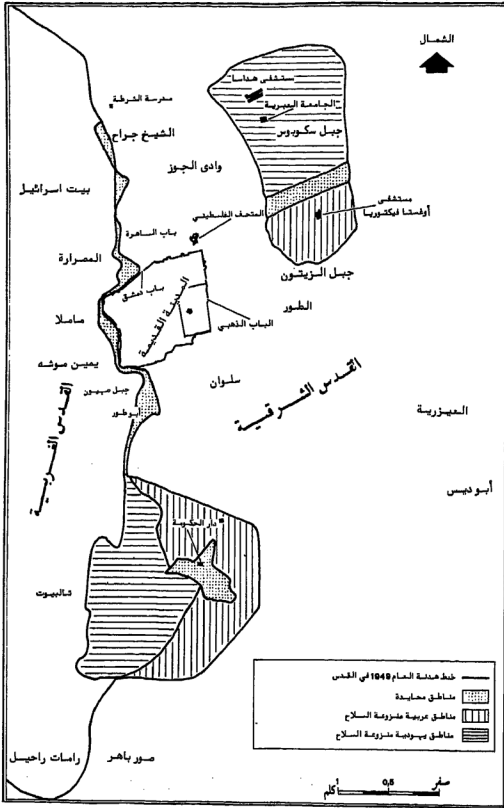 الشمال
مستشفى هداسا
الجامعة العبرية
جبل سكوبوس
مدرسة الشرطة
الشيخ جراح
وادي الجوز
بيت اسرائيل
مستشفى
أوغستا فيكتوريا
المتحف الفلسطيني
باب الساهرة
المصرارة
جبل الزيتون
باب دمشق
المدينة القديمة
الطور
الباب الذهبي
ماملا
يمين موشه
سلوان
جبل صهيون
القدس الشرقية
العيزرية
أبو طور
القدس الغربية
أبو ديس
دار الحكومة
تالبيوت
خط هدنة العام 1949 في القدس
مناطق محايدة
مناطق عربية منزوعة السلاح
مناطق يهودية منزوعة السلاح
رامات راحيل
صور باهر
صفر 0,5 1 كلم